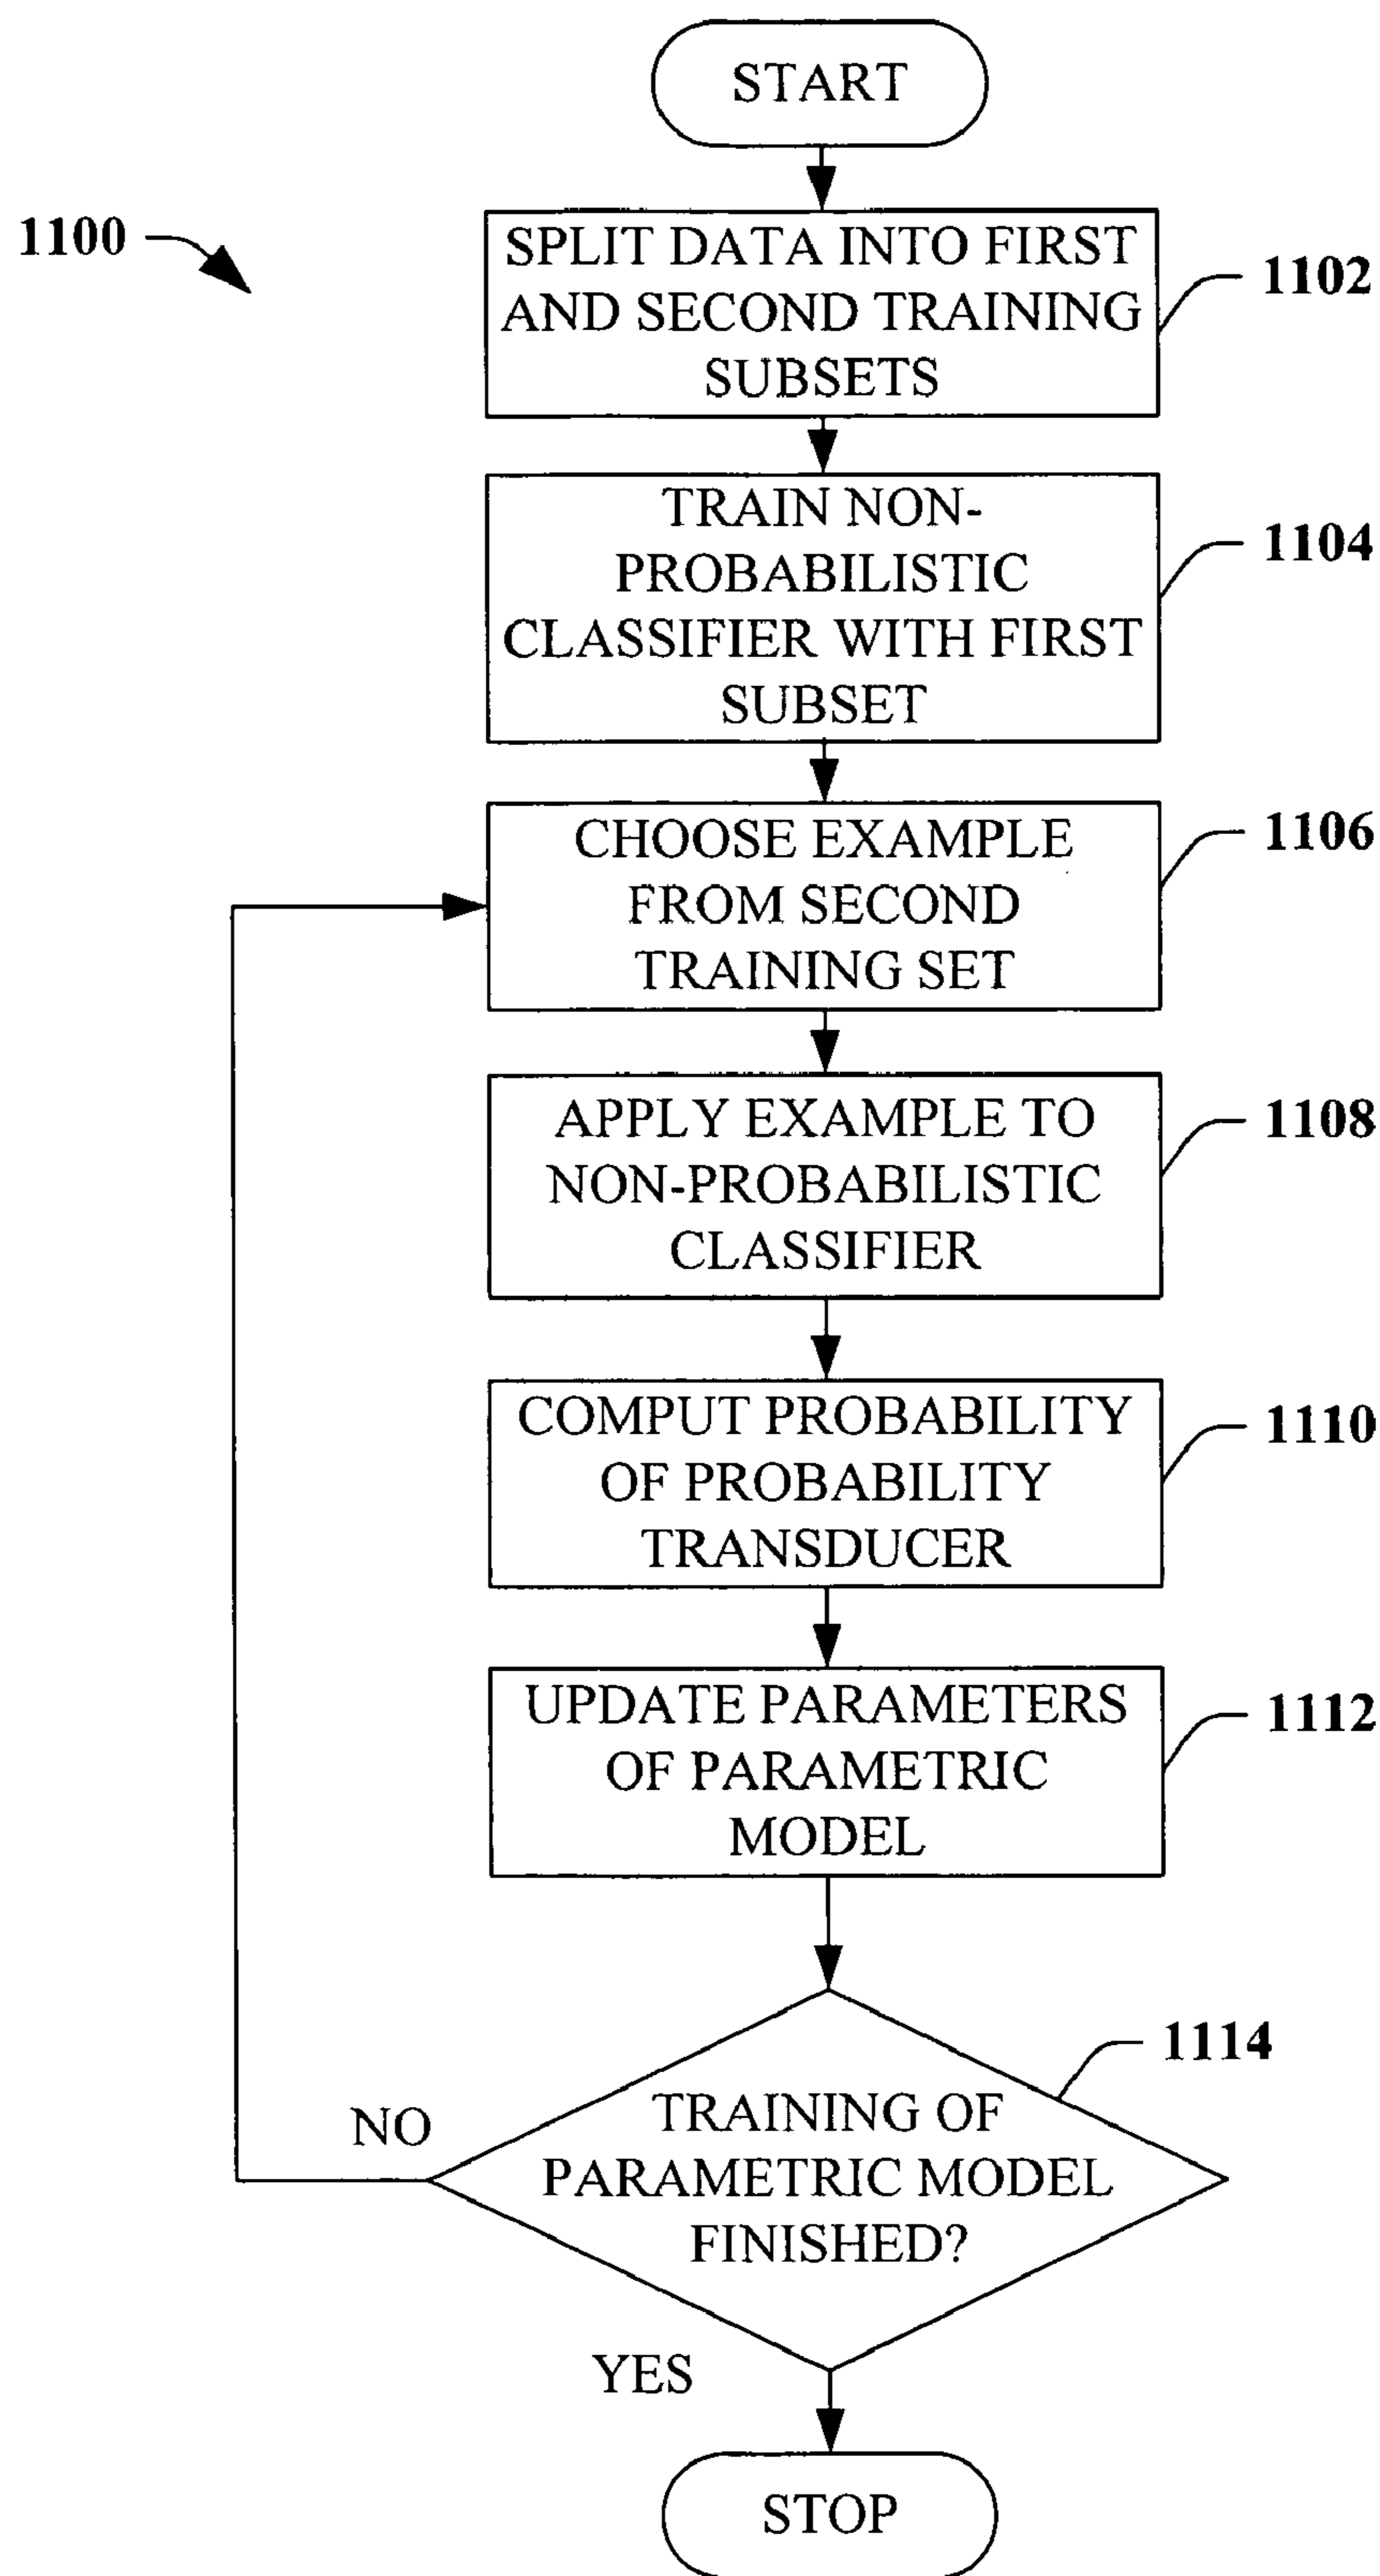 START
1100
SPLIT DATA INTO FIRST
AND SECOND TRAINING
SUBSETS
1102
TRAIN NON-
PROBABILISTIC
CLASSIFIER WITH FIRST
SUBSET
1104
CHOOSE EXAMPLE
FROM SECOND
TRAINING SET
1106
APPLY EXAMPLE TO
NON-PROBABILISTIC
CLASSIFIER
1108
COMPUT PROBABILITY
OF PROBABILITY
TRANSDUCER
1110
UPDATE PARAMETERS
OF PARAMETRIC
MODEL
1112
TRAINING OF
PARAMETRIC MODEL
FINISHED?
1114
NO
YES
STOP